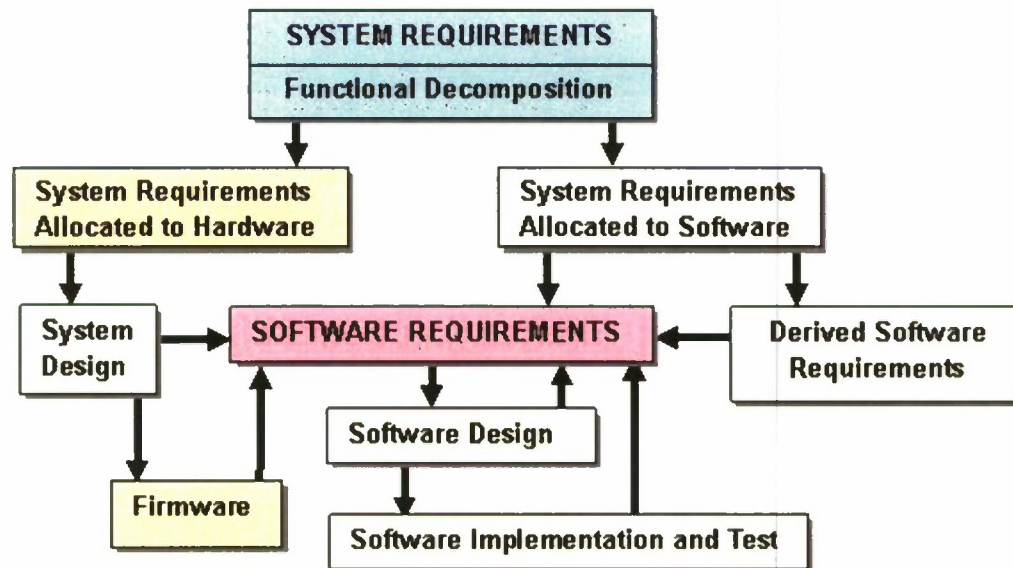 SYSTEM REQUIREMENTS
Functional Decomposition
System Requirements
Allocated to Hardware
System Requirements
Allocated to Software
System
Design
SOFTWARE REQUIREMENTS
Derived Software
Requirements
Software Design
Firmware
Software Implementation and Test